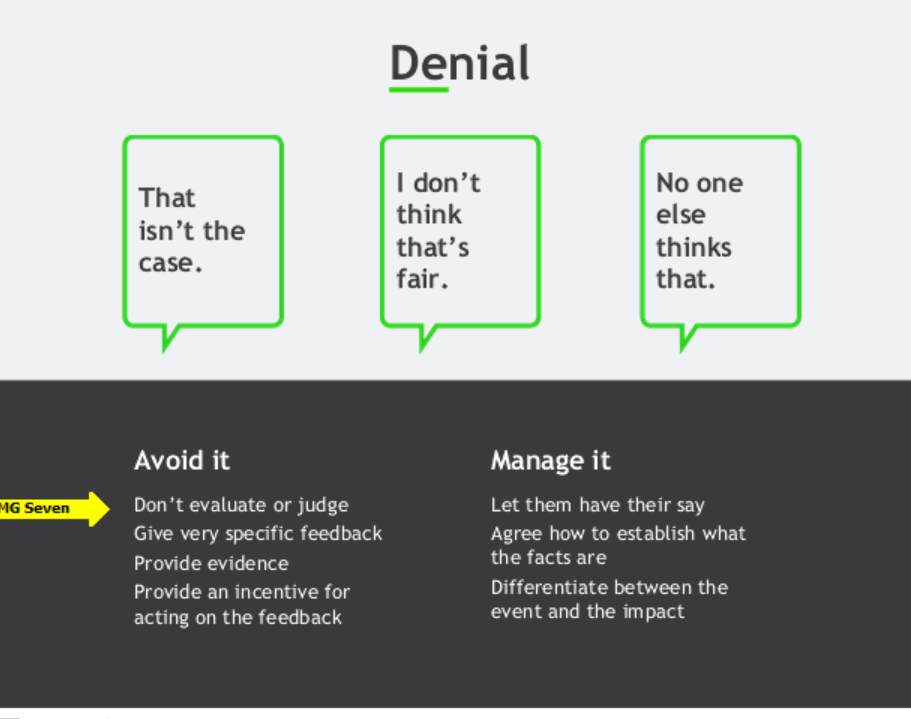 Denial
That
isn't the
case.
I don't
think
that's
fair.
No one
else
thinks
that.
Avoid it
MG Seven
Don't evaluate or judge
Give very specific feedback
Provide evidence
Provide an incentive for
acting on the feedback
Manage it
Let them have their say
Agree how to establish what
the facts are
Differentiate between the
event and the impact